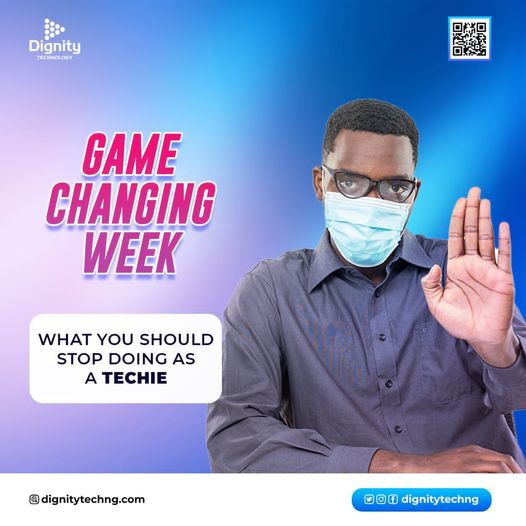 Dignity
TECHNOLOGY
GAME
CHANGING
WEEK
WHAT YOU SHOULD
STOP DOING AS
A TECHIE
dignitytechng.com
dignitytechng